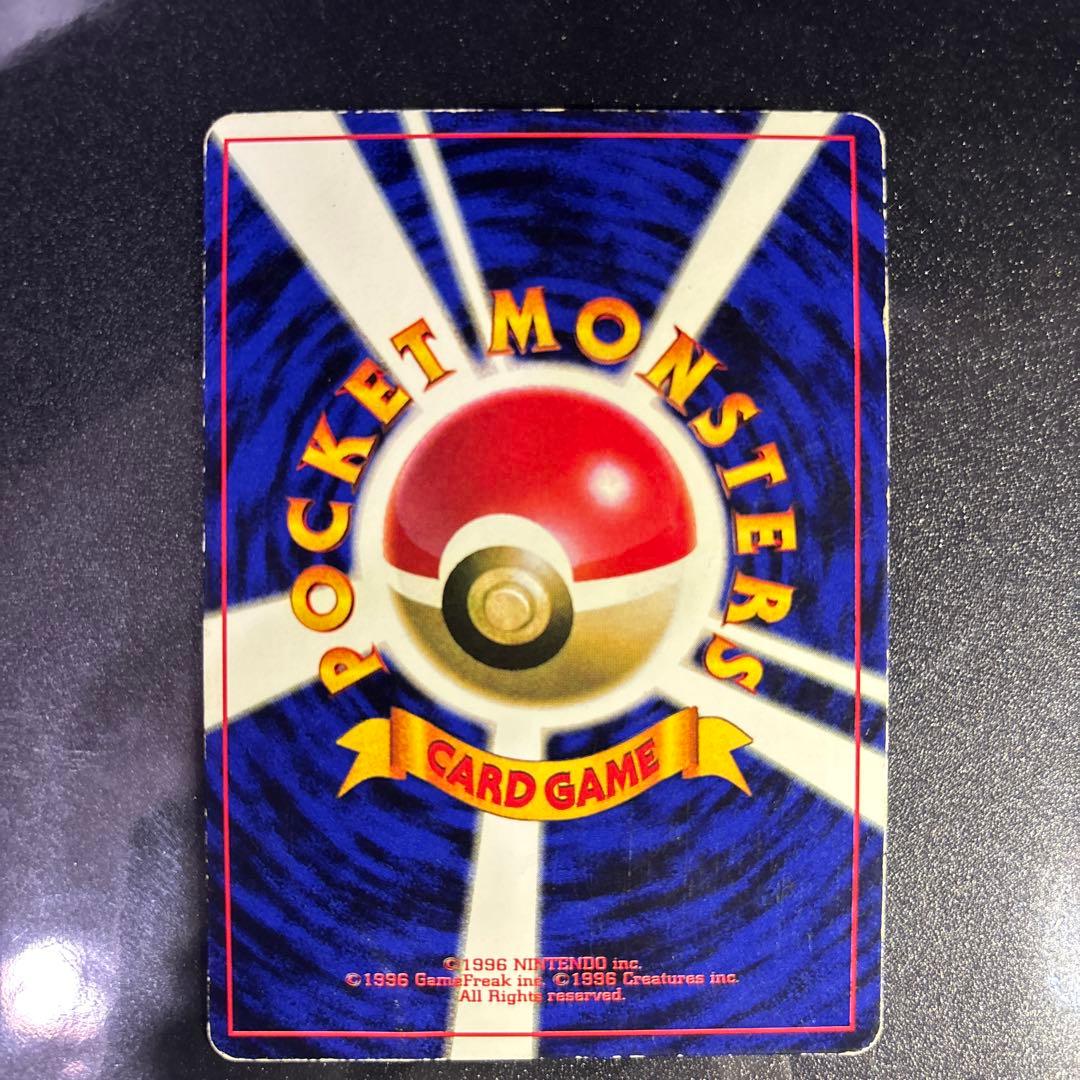 POCKET MONSTERS
CARD GAME
©1996 NINTENDO inc.
©1996 GameFreak inc. ©1996 Creatures inc.
All Rights reserved.